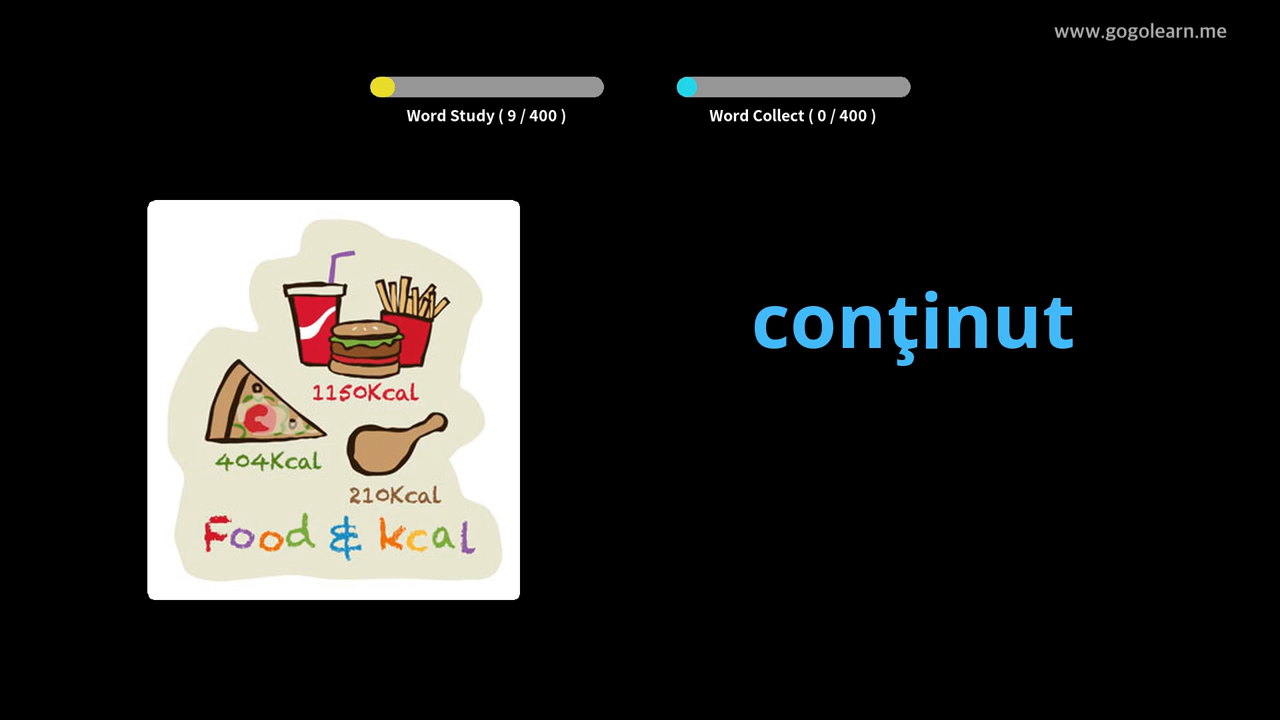 www.gogolearn.me
Word Study ( 9 / 400 )
Word Collect ( 0 / 400 )
conţinut
1150Kcal
404Kcal
210Kcal
Food & kcal